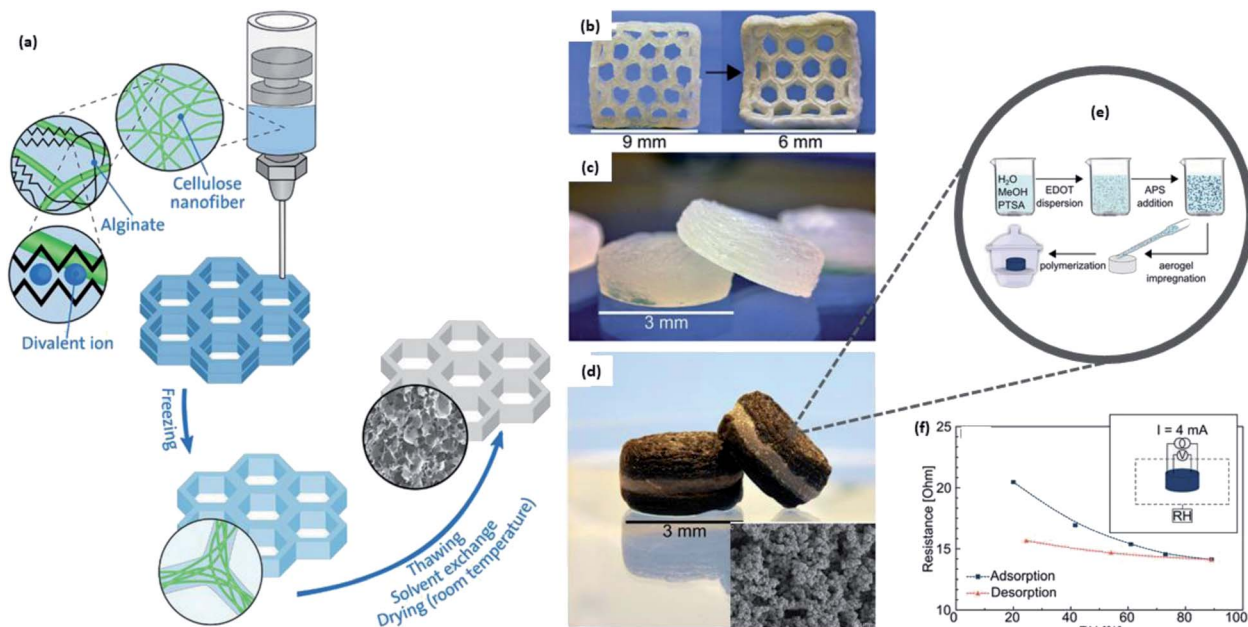 (a)
Cellulose
nanofiber
Alginate
Divalent ion
Freezing
Thawing
Solvent exchange
Drying (room temperature)
(b)
9 mm
6 mm
(c)
3 mm
(d)
3 mm
(e)
H₂O
MeOH
PTSA
EDOT
dispersion
APS
addition
polymerization
aerogel
impregnation
(f)
I = 4 mA
V
RH
Resistance [Ohm]
25
20
15
10
Adsorption
Desorption
0
20
40
60
80
100